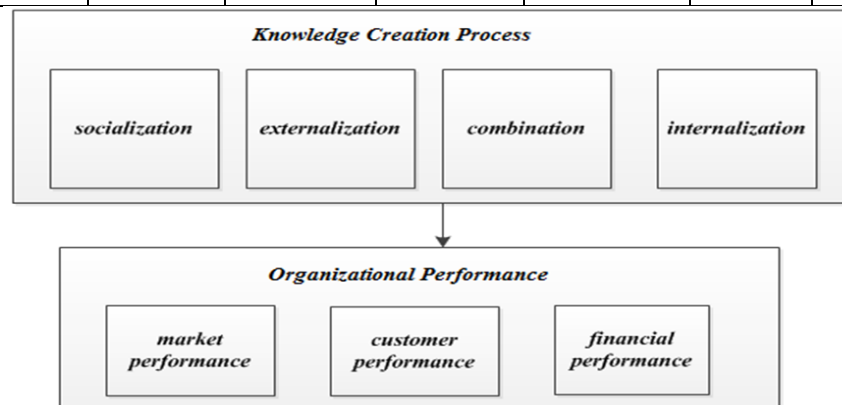 Knowledge Creation Process
socialization
externalization
combination
internalization
Organizational Performance
market
performance
customer
performance
financial
performance